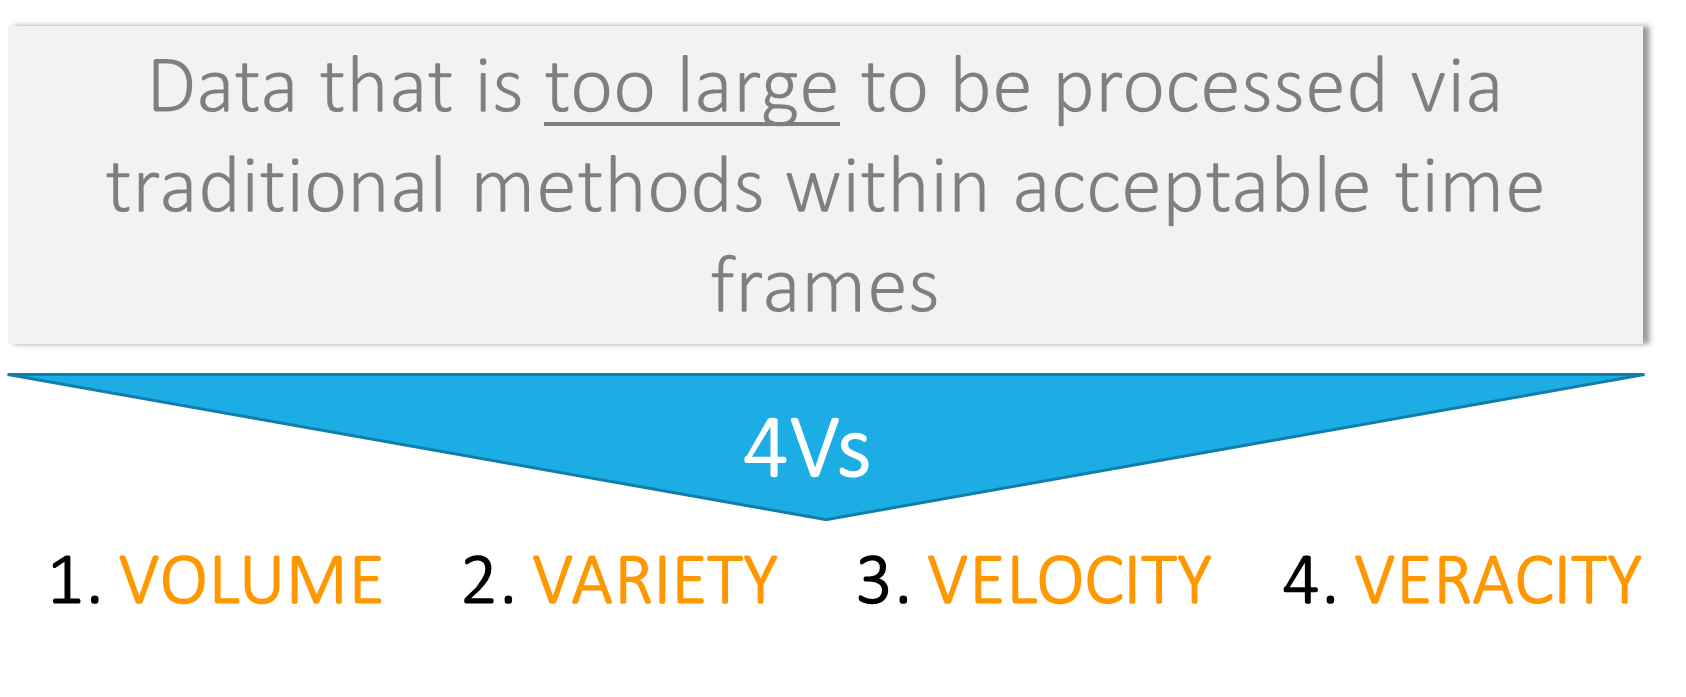 Data that is too large to be processed via
traditional methods within acceptable time
frames
4Vs
1. VOLUME 2. VARIETY 3. VELOCITY 4. VERACITY